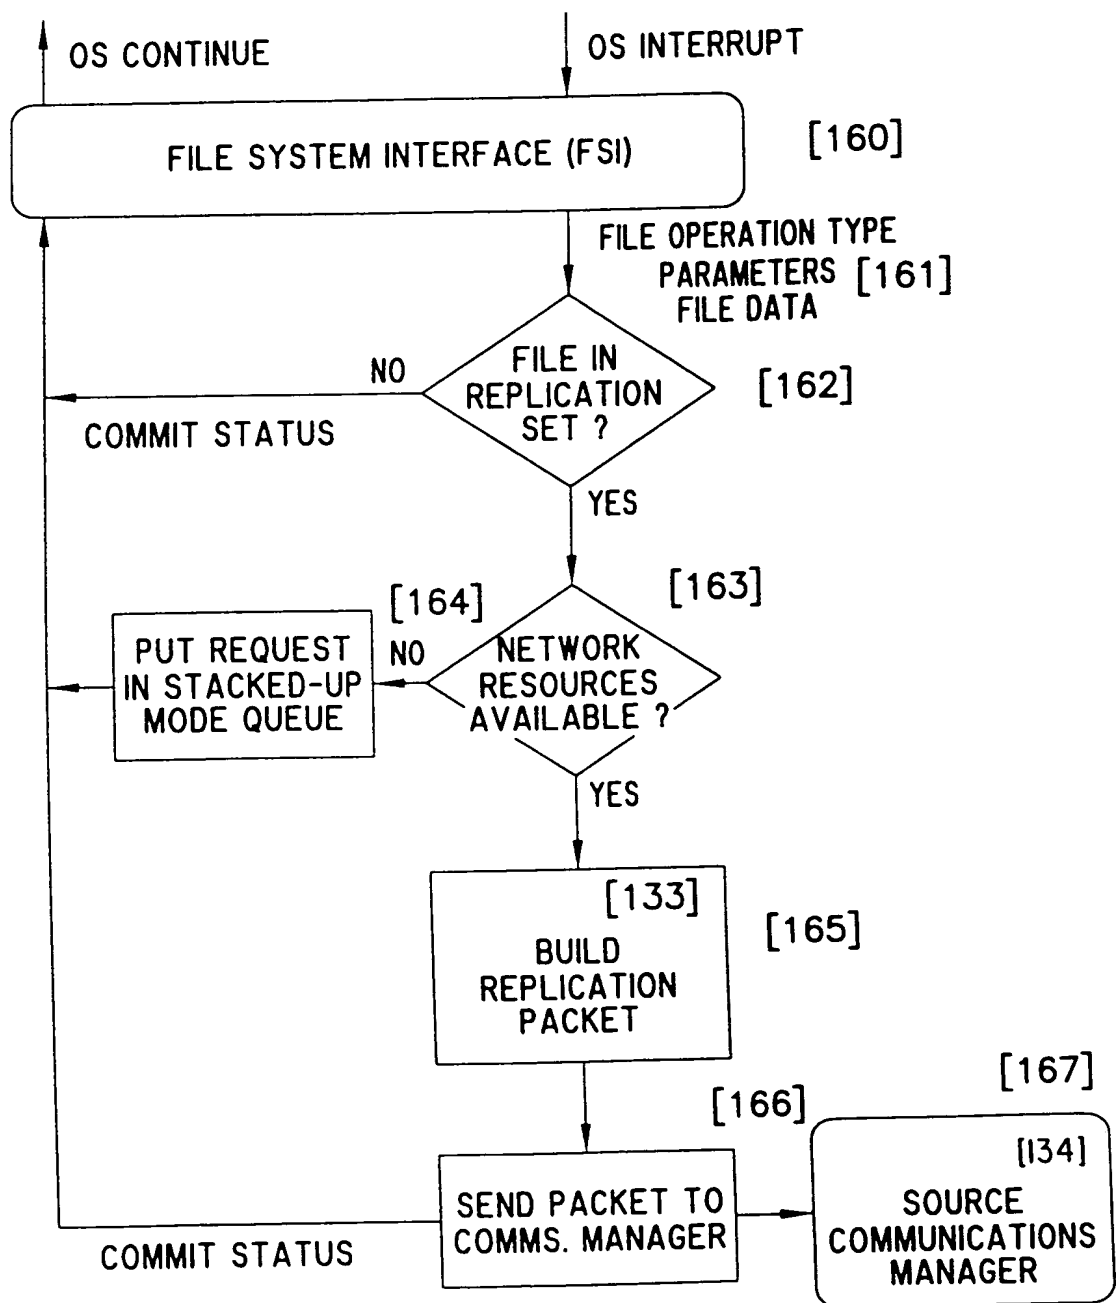 OS CONTINUE
OS INTERRUPT
FILE SYSTEM INTERFACE (FSI)
[160]
FILE OPERATION TYPE
PARAMETERS
FILE DATA
[161]
FILE IN
REPLICATION
SET ?
[162]
NO
COMMIT STATUS
YES
[163]
[164]
NETWORK
RESOURCES
AVAILABLE ?
NO
PUT REQUEST
IN STACKED-UP
MODE QUEUE
YES
[133]
BUILD
REPLICATION
PACKET
[165]
[166]
SEND PACKET TO
COMMS. MANAGER
COMMIT STATUS
[167]
[134]
SOURCE
COMMUNICATIONS
MANAGER